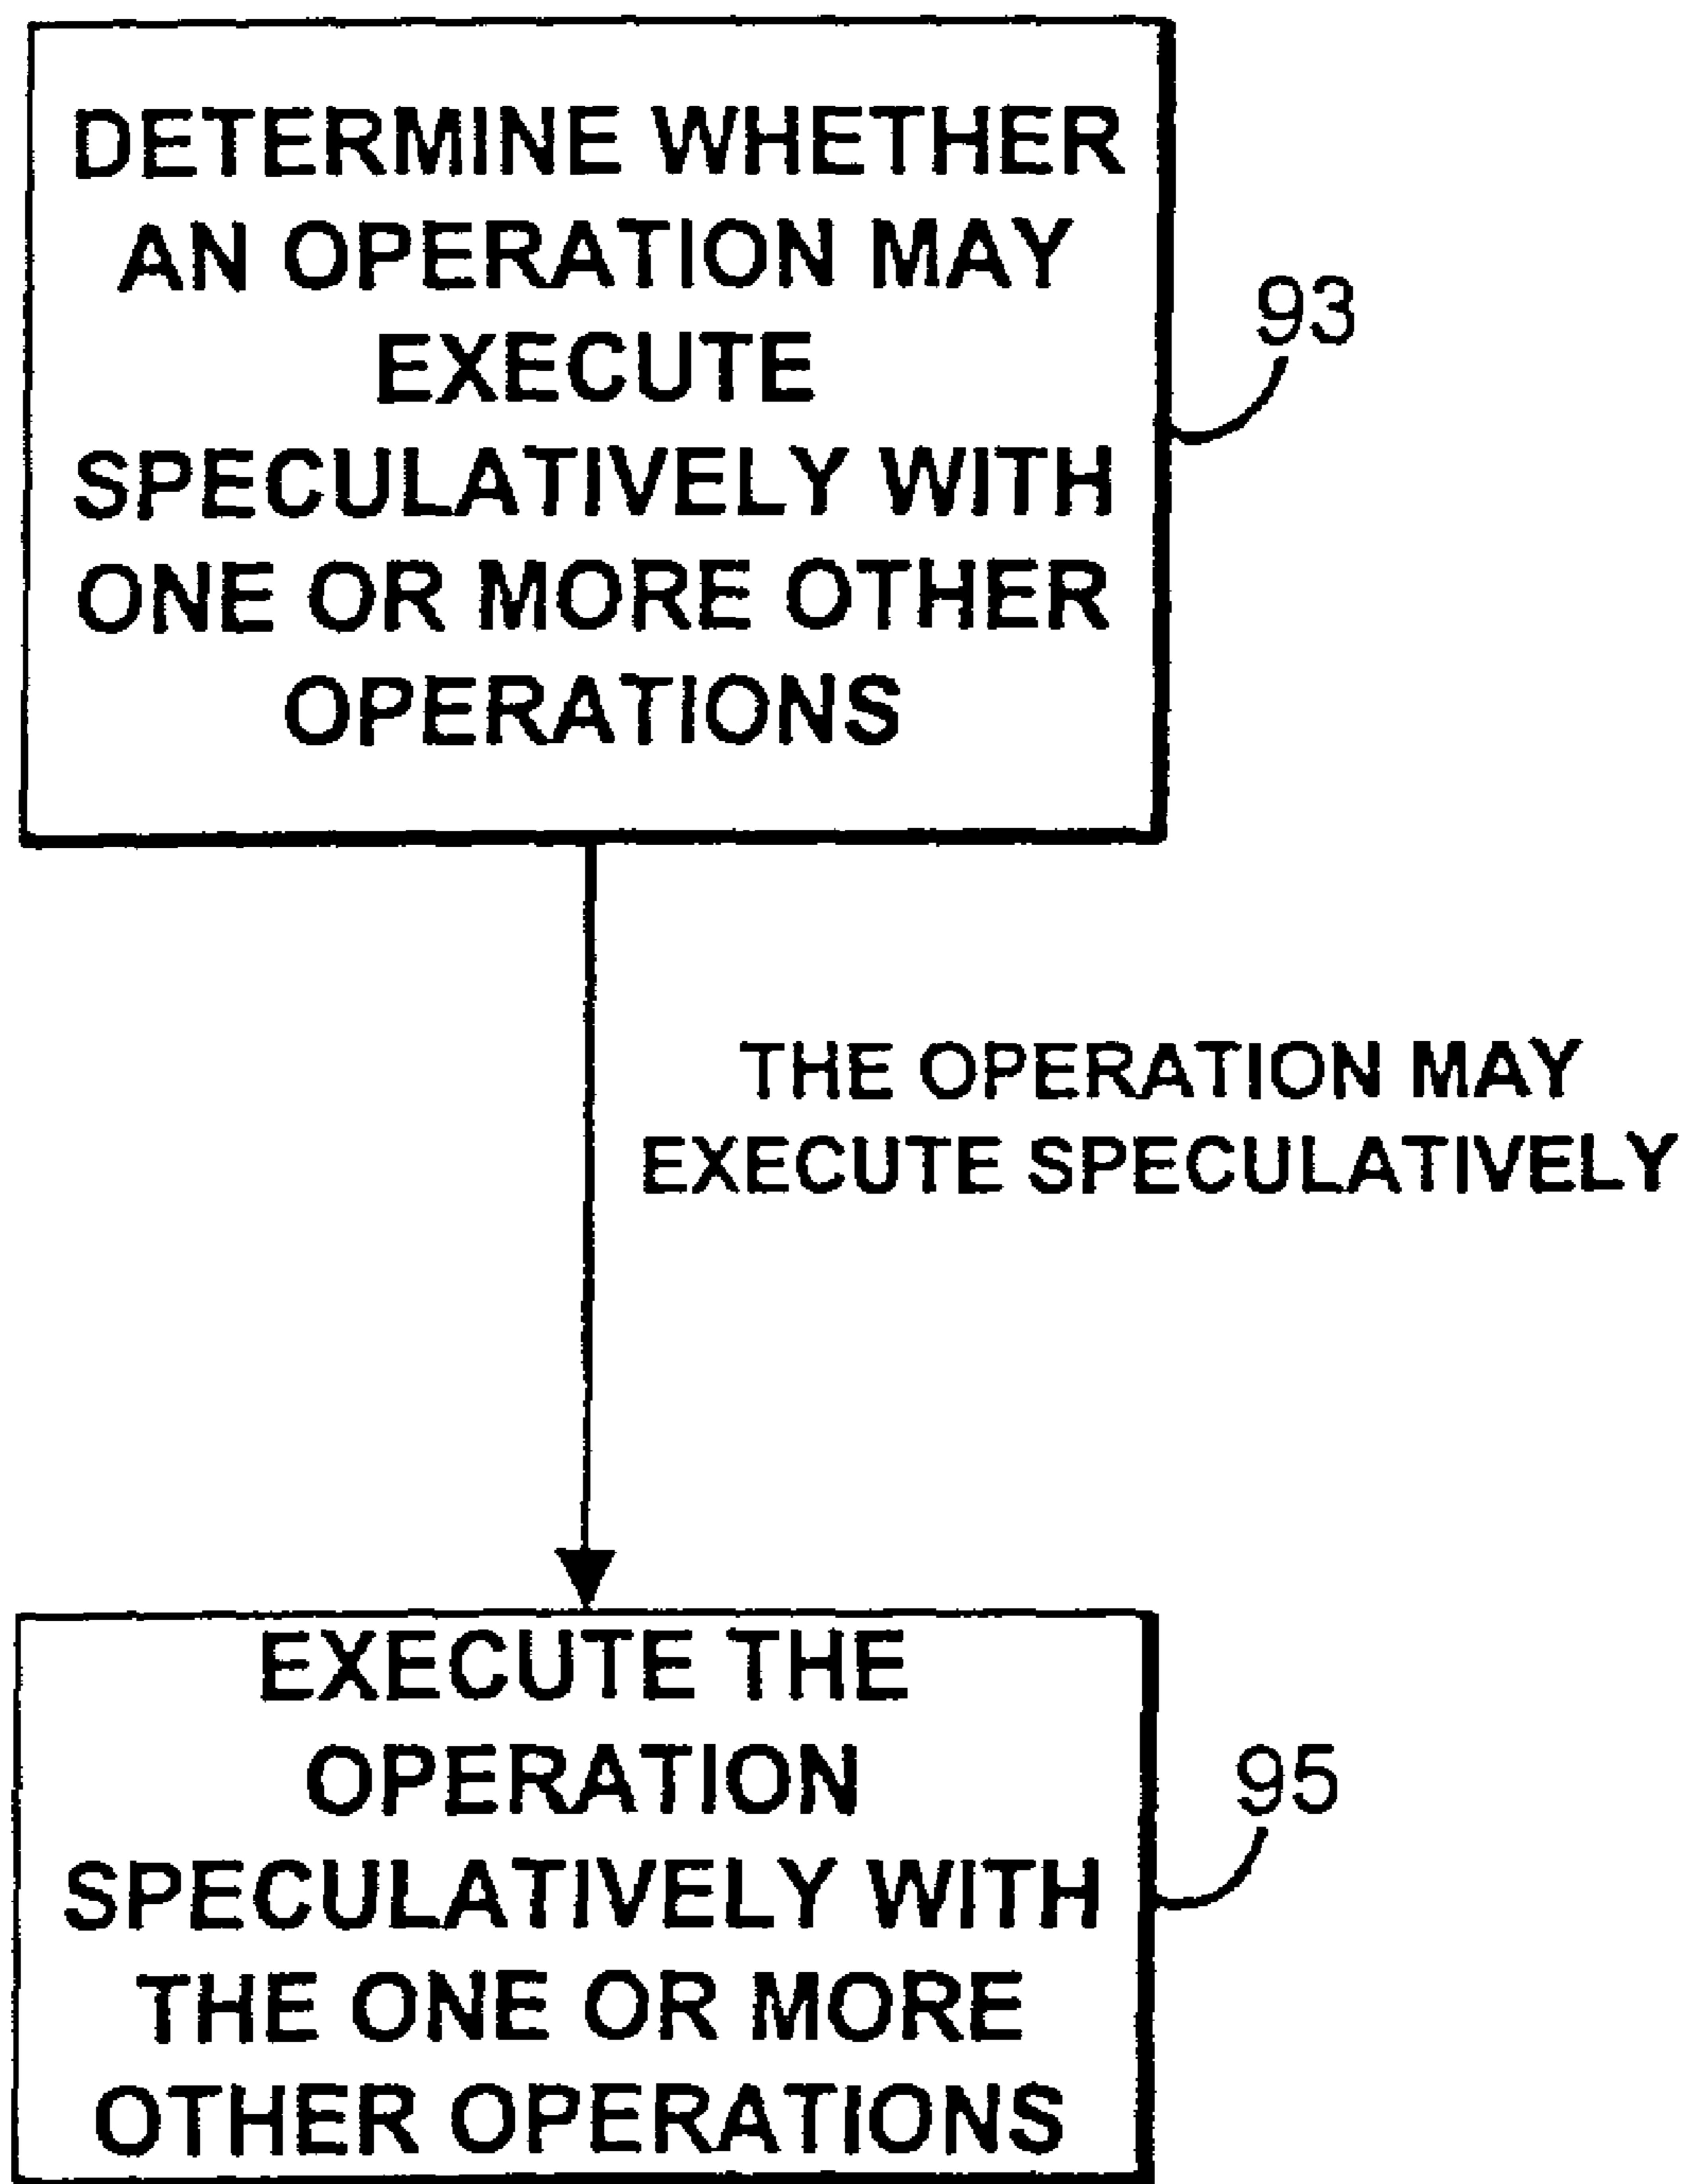 DETERMINE WHETHER
AN OPERATION MAY
EXECUTE
SPECULATIVELY WITH
ONE OR MORE OTHER
OPERATIONS
93
THE OPERATION MAY
EXECUTE SPECULATIVELY
EXECUTE THE
OPERATION
SPECULATIVELY WITH
THE ONE OR MORE
OTHER OPERATIONS
95